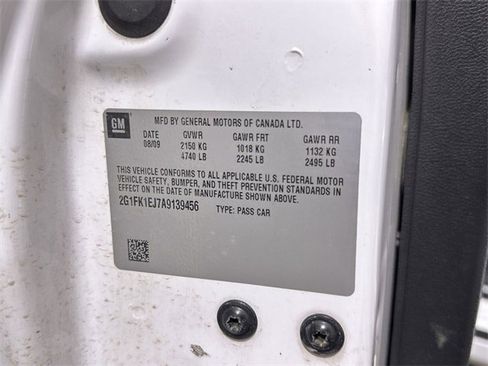 GM
MFD BY GENERAL MOTORS OF CANADA LTD.
DATE GVWR GAWR FRT GAWR RR
08/09 2150 KG 1018 KG 1132 KG
4740 LB 2245 LB 2495 LB
THIS VEHICLE CONFORMS TO ALL APPLICABLE U.S. FEDERAL MOTOR
VEHICLE SAFETY, BUMPER, AND THEFT PREVENTION STANDARDS IN
EFFECT ON THE DATE OF MANUFACTURE SHOWN ABOVE.
2G1FK1EJ7A9139456 TYPE: PASS CAR